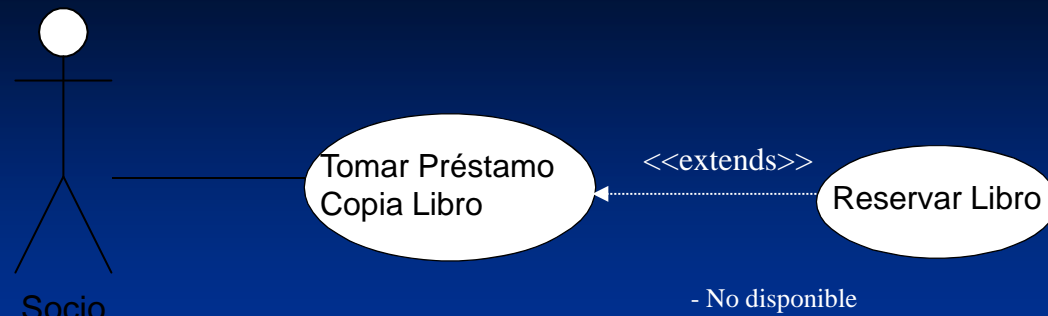 Tomar Préstamo
Copia Libro
<<extends>>
Reservar Libro
- No disponible
Socio